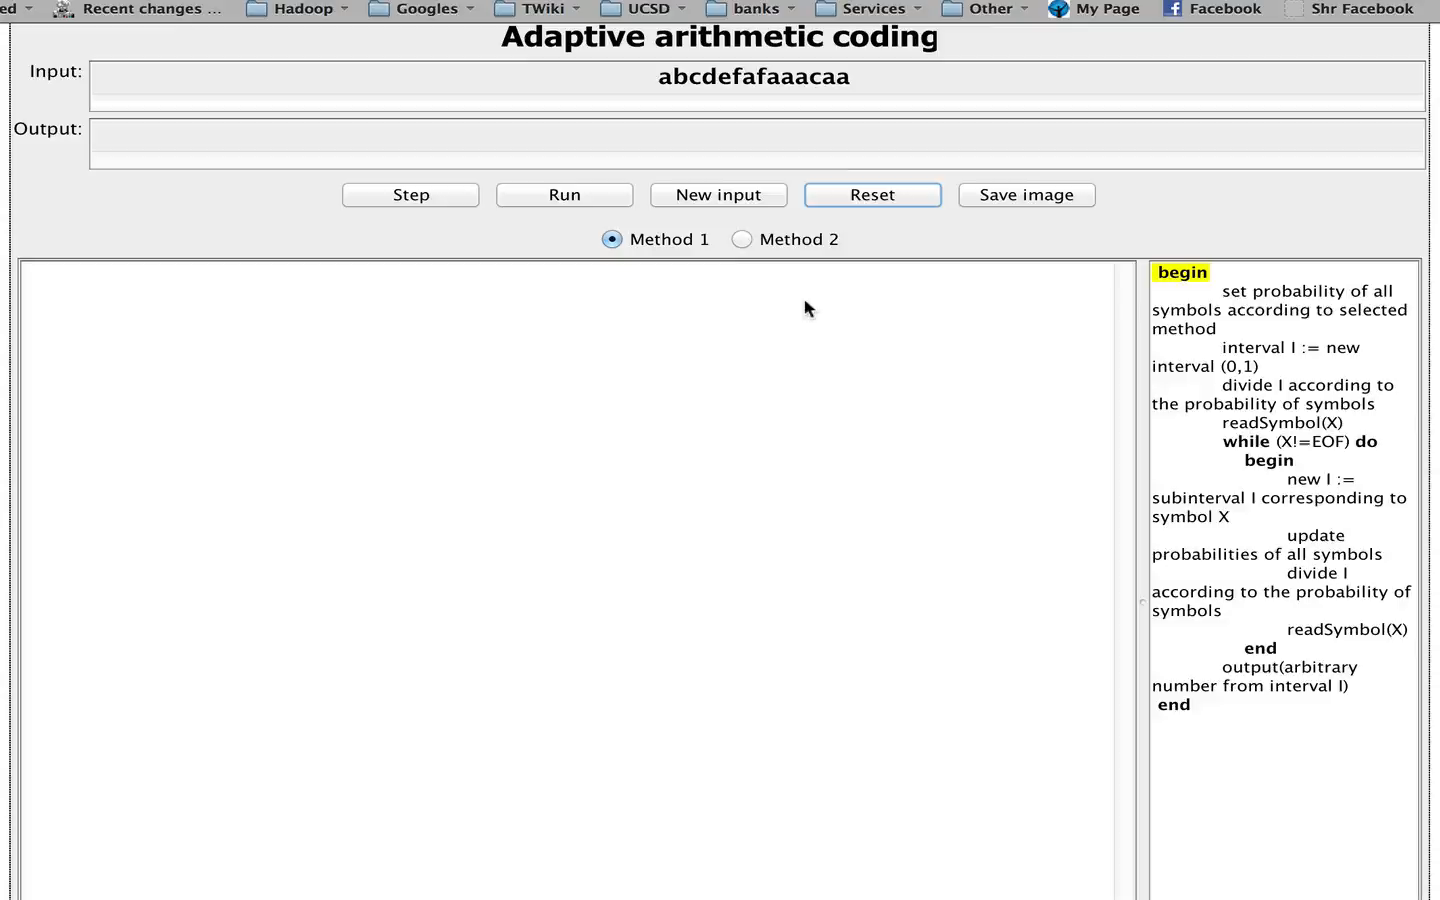 ed Recent changes ... Hadoop Googles TWiki UCSD banks Services Other My Page Facebook Shr Facebook
Adaptive arithmetic coding
Input: abcdefafaaacaa
Output:
Step Run New input Reset Save image
Method 1 Method 2
begin
set probability of all
symbols according to selected
method
interval I := new
interval (0,1)
divide I according to
the probability of symbols
readSymbol(X)
while (X!=EOF) do
begin
new I :=
subinterval I corresponding to
symbol X
update
probabilities of all symbols
divide I
according to the probability of
symbols
readSymbol(X)
end
output(arbitrary
number from interval I)
end